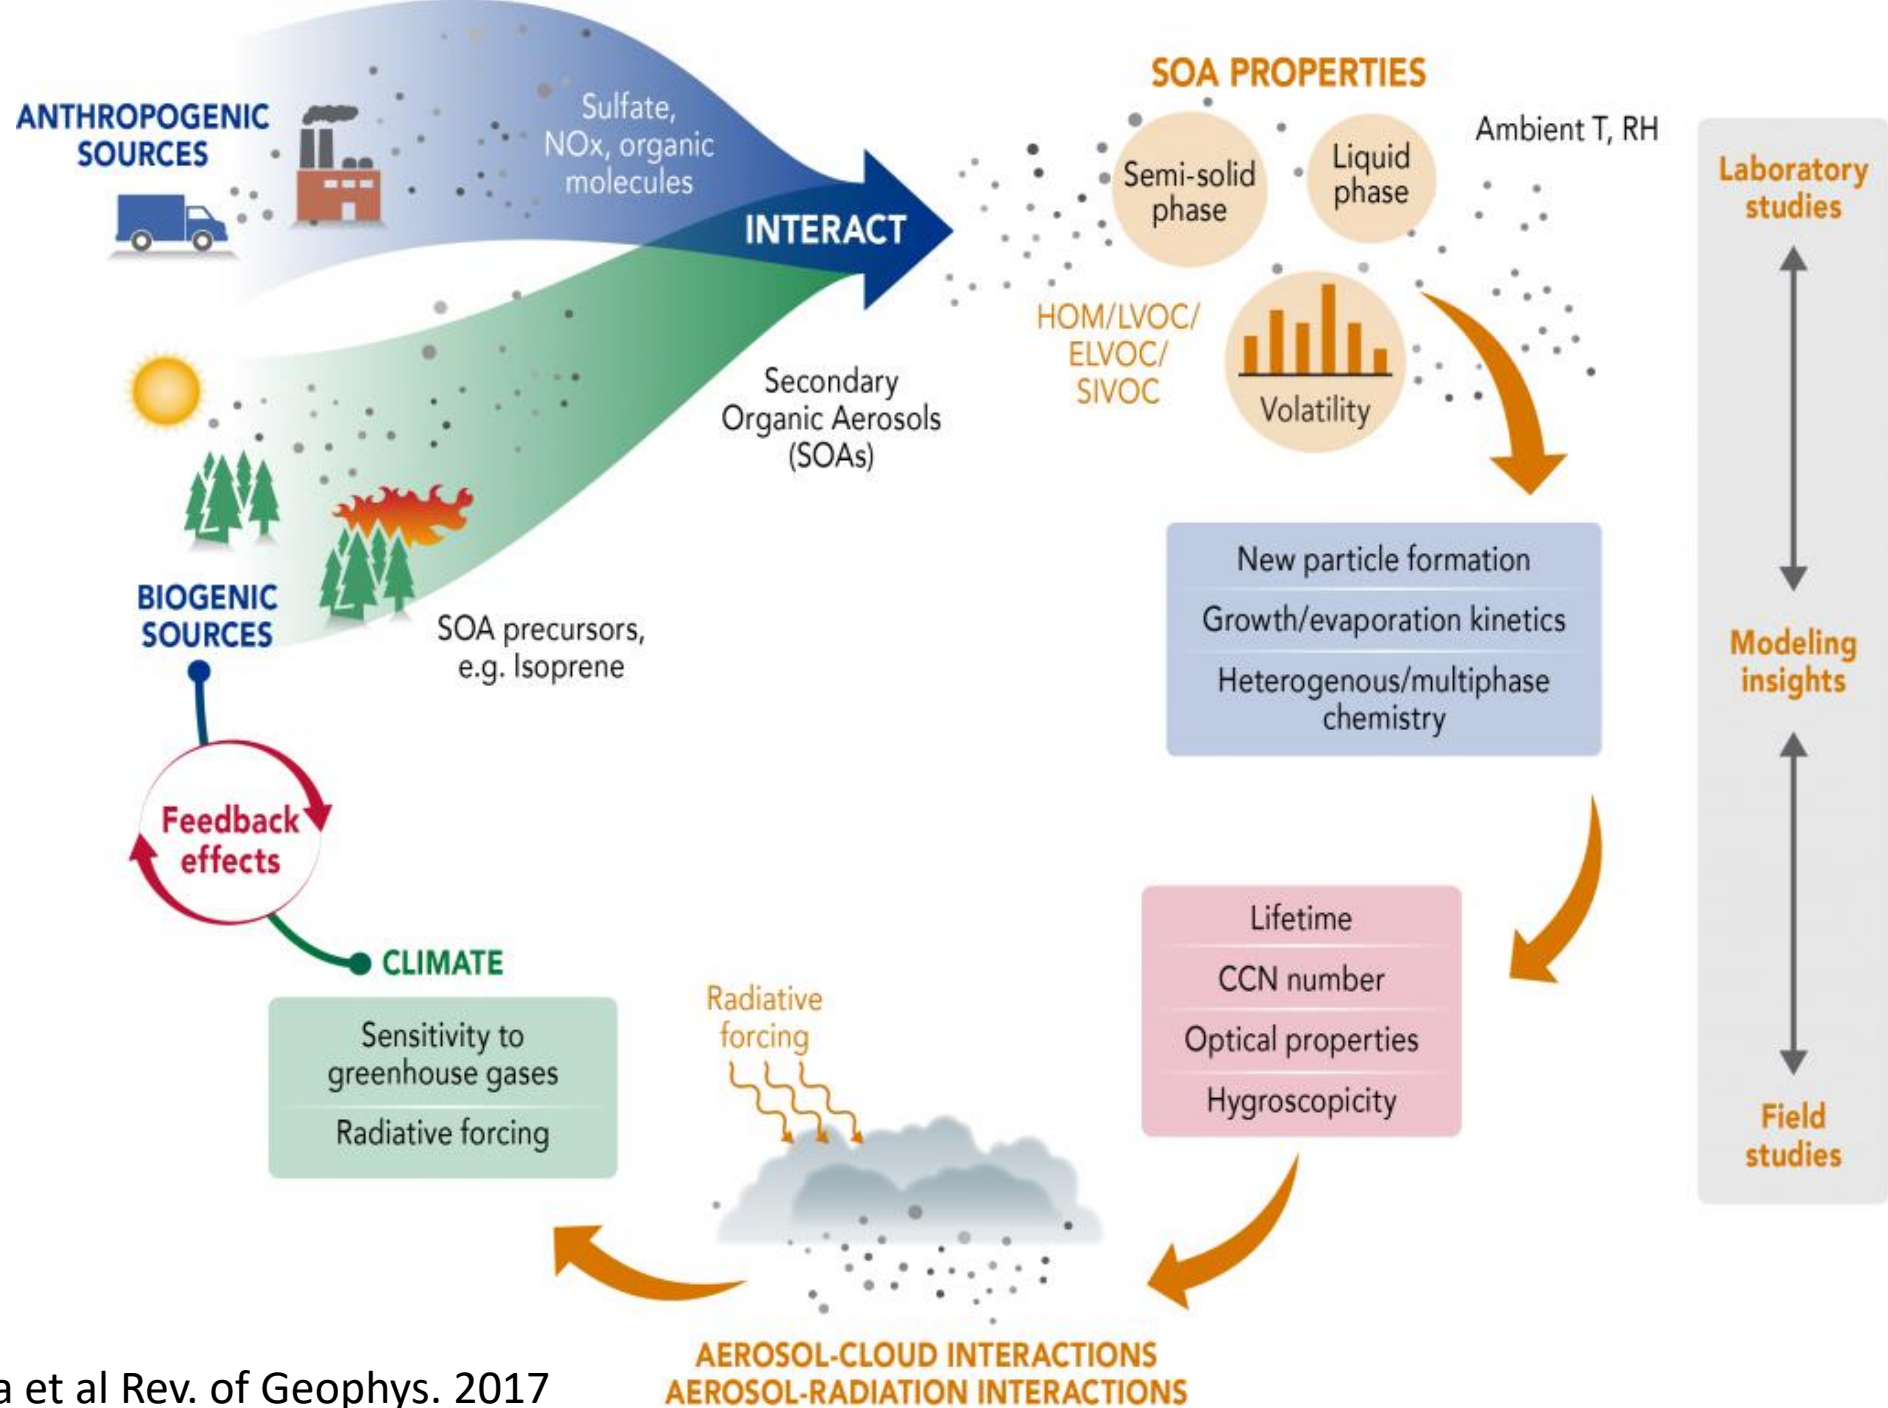 ANTHROPOGENIC
SOURCES
Sulfate,
NOx, organic
molecules
INTERACT
Secondary
Organic Aerosols
(SOAs)
BIOGENIC
SOURCES
SOA precursors,
e.g. Isoprene
SOA PROPERTIES
Semi-solid
phase
Liquid
phase
Ambient T, RH
HOM/LVOC/
ELVOC/
SIVOC
Volatility
New particle formation
Growth/evaporation kinetics
Heterogenous/multiphase
chemistry
Lifetime
CCN number
Optical properties
Hygroscopicity
Radiative
forcing
AEROSOL-CLOUD INTERACTIONS
AEROSOL-RADIATION INTERACTIONS
Feedback
effects
CLIMATE
Sensitivity to
greenhouse gases
Radiative forcing
Laboratory
studies
Modeling
insights
Field
studies
a et al Rev. of Geophys. 2017